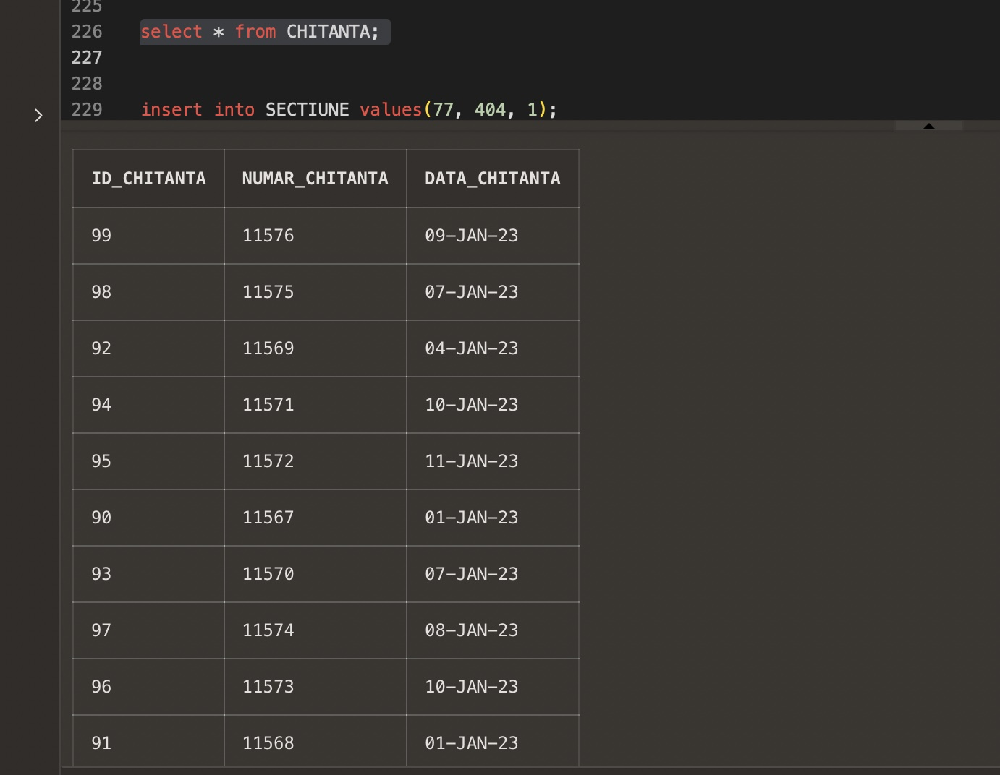 225
226 select * from CHITANTA;
227
228
229 insert into SECTIUNE values(77, 404, 1);
ID_CHITANTA NUMAR_CHITANTA DATA_CHITANTA
99 11576 09-JAN-23
98 11575 07-JAN-23
92 11569 04-JAN-23
94 11571 10-JAN-23
95 11572 11-JAN-23
90 11567 01-JAN-23
93 11570 07-JAN-23
97 11574 08-JAN-23
96 11573 10-JAN-23
91 11568 01-JAN-23